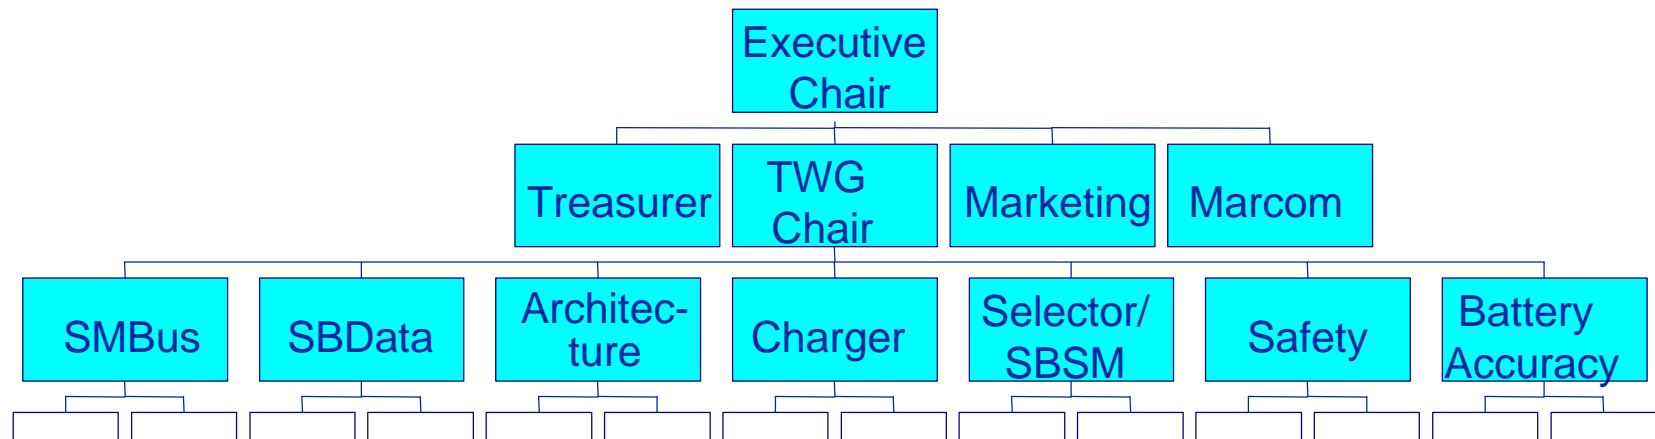 Executive
Chair
Treasurer
TWG
Chair
Marketing
Marcom
SMBus
SBData
Architec-
ture
Charger
Selector/
SBSM
Safety
Battery
Accuracy